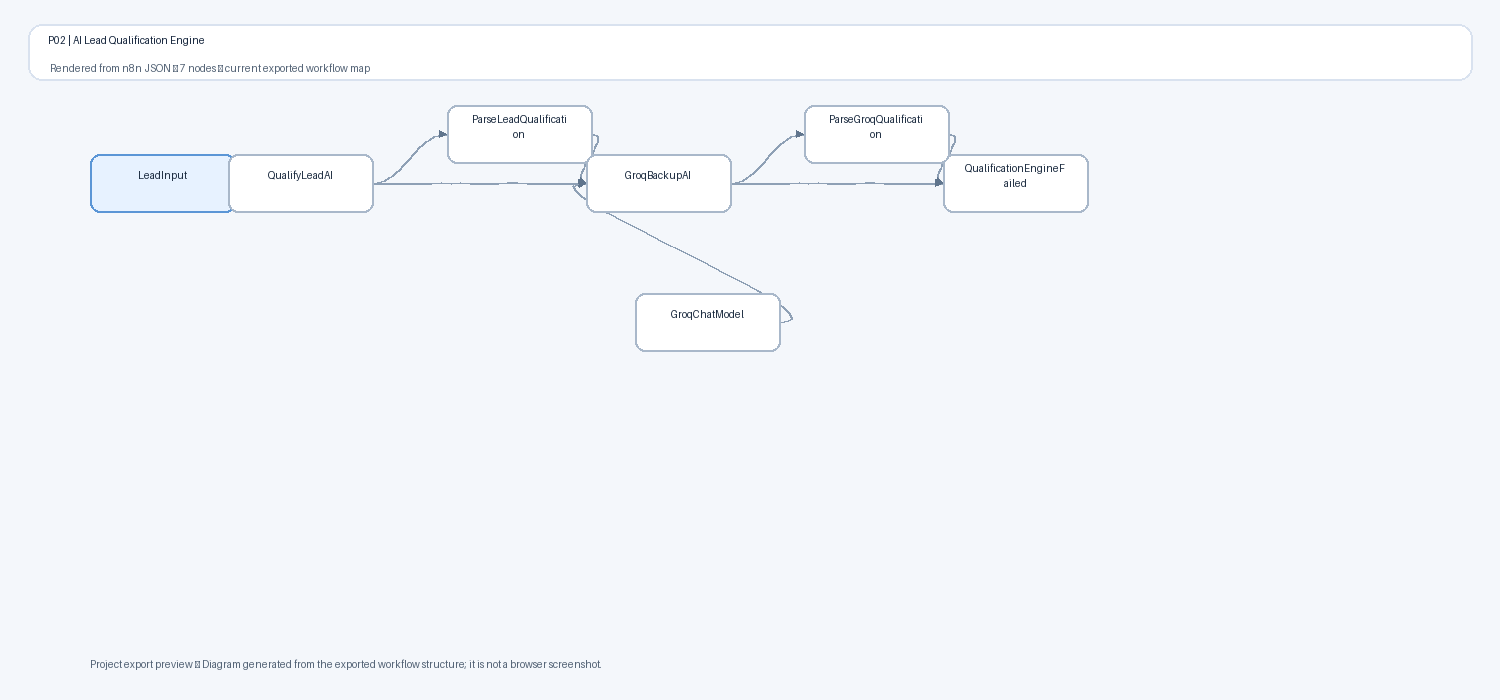 P02 | AI Lead Qualification Engine
Rendered from n8n JSON 7 nodes current exported workflow map
ParseLeadQualificati
on
ParseGroqQualificati
on
LeadInput
QualifyLeadAI
GroqBackupAI
QualificationEngineF
ailed
GroqChatModel
Project export preview Diagram generated from the exported workflow structure; it is not a browser screenshot.